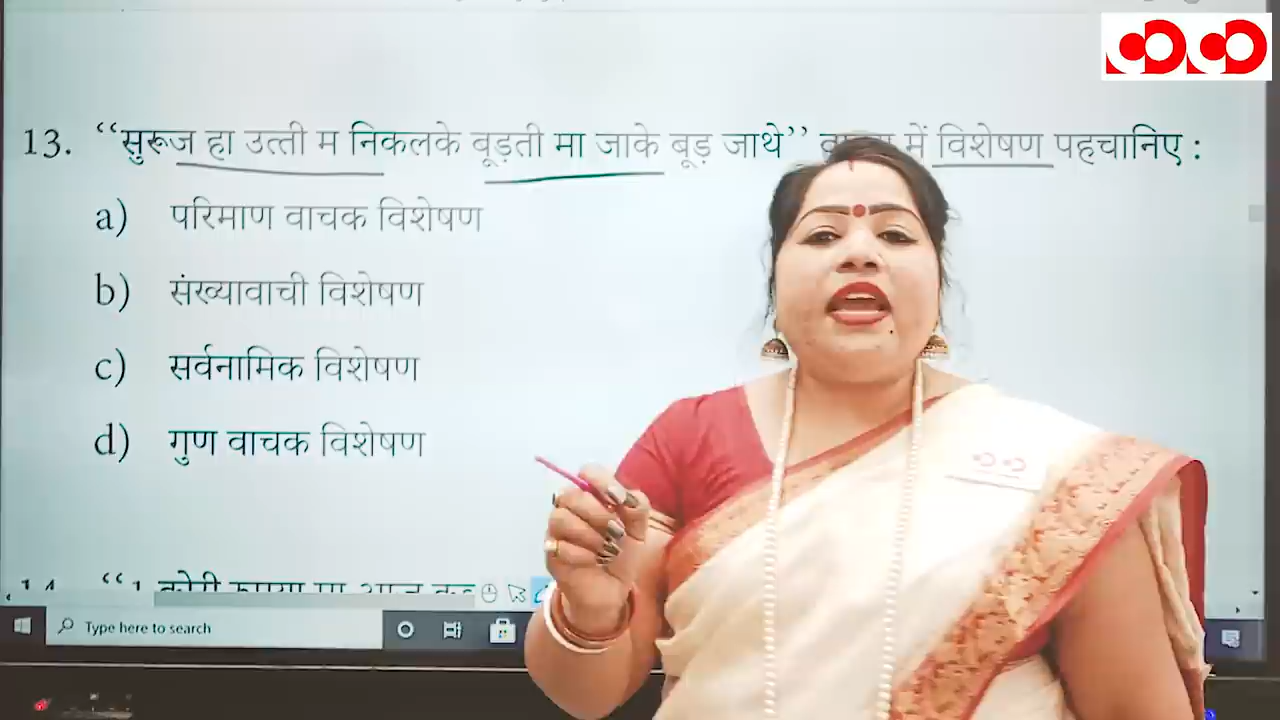 13. “सुरूज हा उत्ती म निकलके बूड़ती मा जाके बूड़ जाथे” में विशेषण पहचानिए :
a) परिमाण वाचक विशेषण
b) संख्यावाची विशेषण
c) सर्वनामिक विशेषण
d) गुण वाचक विशेषण
Type here to search